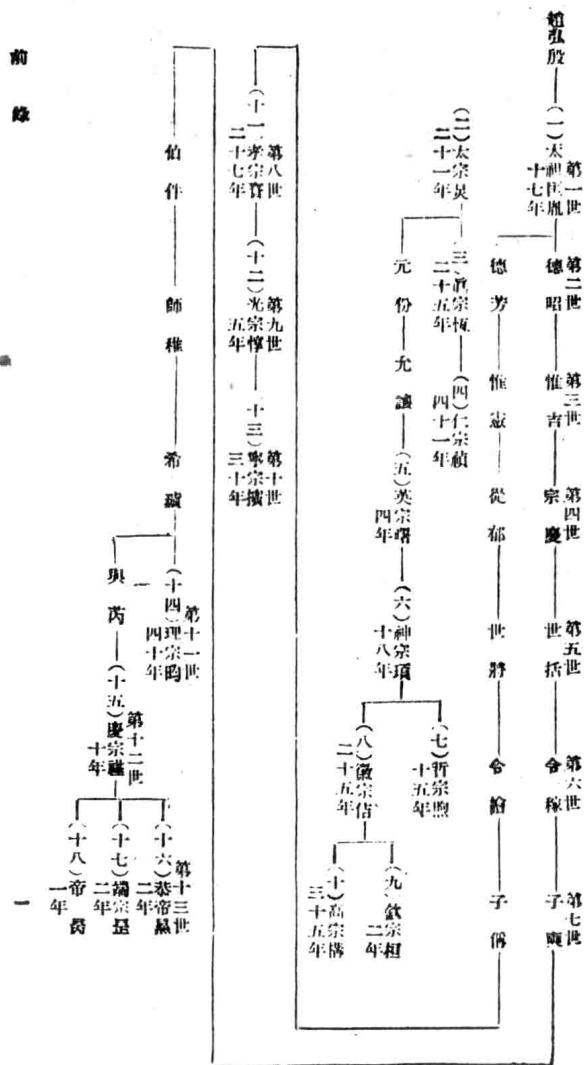 趙弘殷
第一世
(一)太祖匡胤
十七年
第二世
德昭
德芳
第三世
惟吉
惟憲
第四世
宗慶
從郁
第五世
世括
世將
第六世
令稼
令譮
第七世
子奭
子偁
(二)太宗炅
二十一年
三)眞宗恆
二十五年
(四)仁宗禎
四十一年
元份
允讓
(五)英宗曙
四年
(六)神宗頊
十八年
(七)哲宗煦
十五年
(八)徽宗佶
二十五年
(九)欽宗桓
二年
(十)高宗構
三十五年
第八世
(十一)孝宗
二十七年
第九世
(十二)光宗惇
五年
第十世
十三)寧宗擴
三十年
伯仵
師稚
希瓐
第十一世
(十四)理宗昀
四十年
與芮
第十二世
(十五)度宗禥
十年
第十三世
(十六)恭帝㬎
二年
(十七)端宗昰
二年
(十八)帝昺
一年
前錄
一